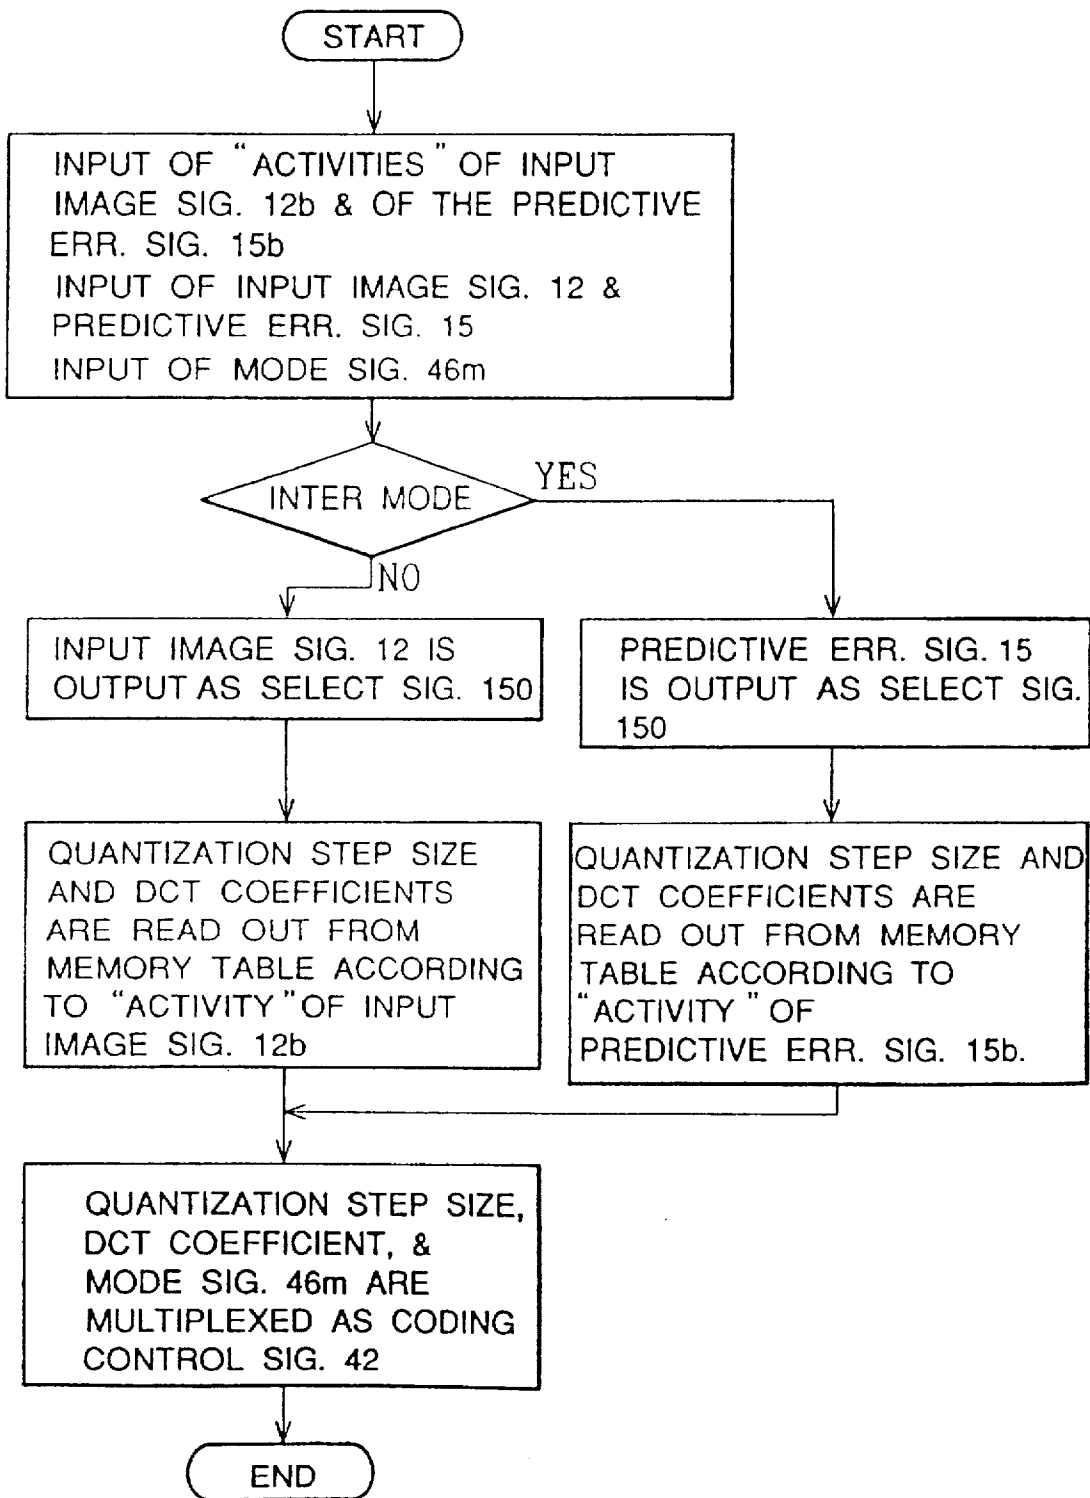 START
INPUT OF "ACTIVITIES" OF INPUT
IMAGE SIG. 12b & OF THE PREDICTIVE
ERR. SIG. 15b
INPUT OF INPUT IMAGE SIG. 12 &
PREDICTIVE ERR. SIG. 15
INPUT OF MODE SIG. 46m
INTER MODE
YES
NO
INPUT IMAGE SIG. 12 IS
OUTPUT AS SELECT SIG. 150
PREDICTIVE ERR. SIG. 15
IS OUTPUT AS SELECT SIG.
150
QUANTIZATION STEP SIZE
AND DCT COEFFICIENTS
ARE READ OUT FROM
MEMORY TABLE ACCORDING
TO "ACTIVITY" OF INPUT
IMAGE SIG. 12b
QUANTIZATION STEP SIZE AND
DCT COEFFICIENTS ARE
READ OUT FROM MEMORY
TABLE ACCORDING TO
"ACTIVITY" OF
PREDICTIVE ERR. SIG. 15b.
QUANTIZATION STEP SIZE,
DCT COEFFICIENT, &
MODE SIG. 46m ARE
MULTIPLEXED AS CODING
CONTROL SIG. 42
END